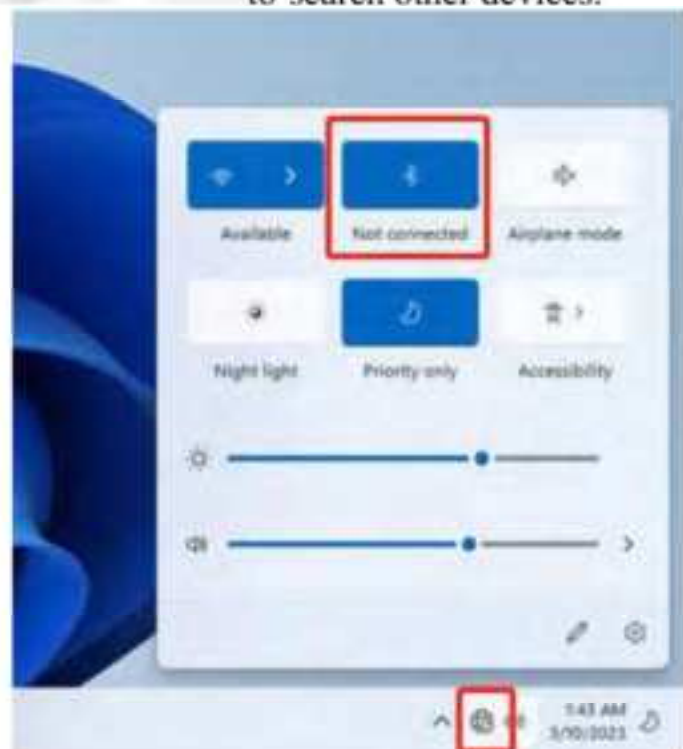 to search other devices.
Available
Not connected
Airplane mode
Night light
Priority only
Accessibility
1:43 AM
3/10/2023